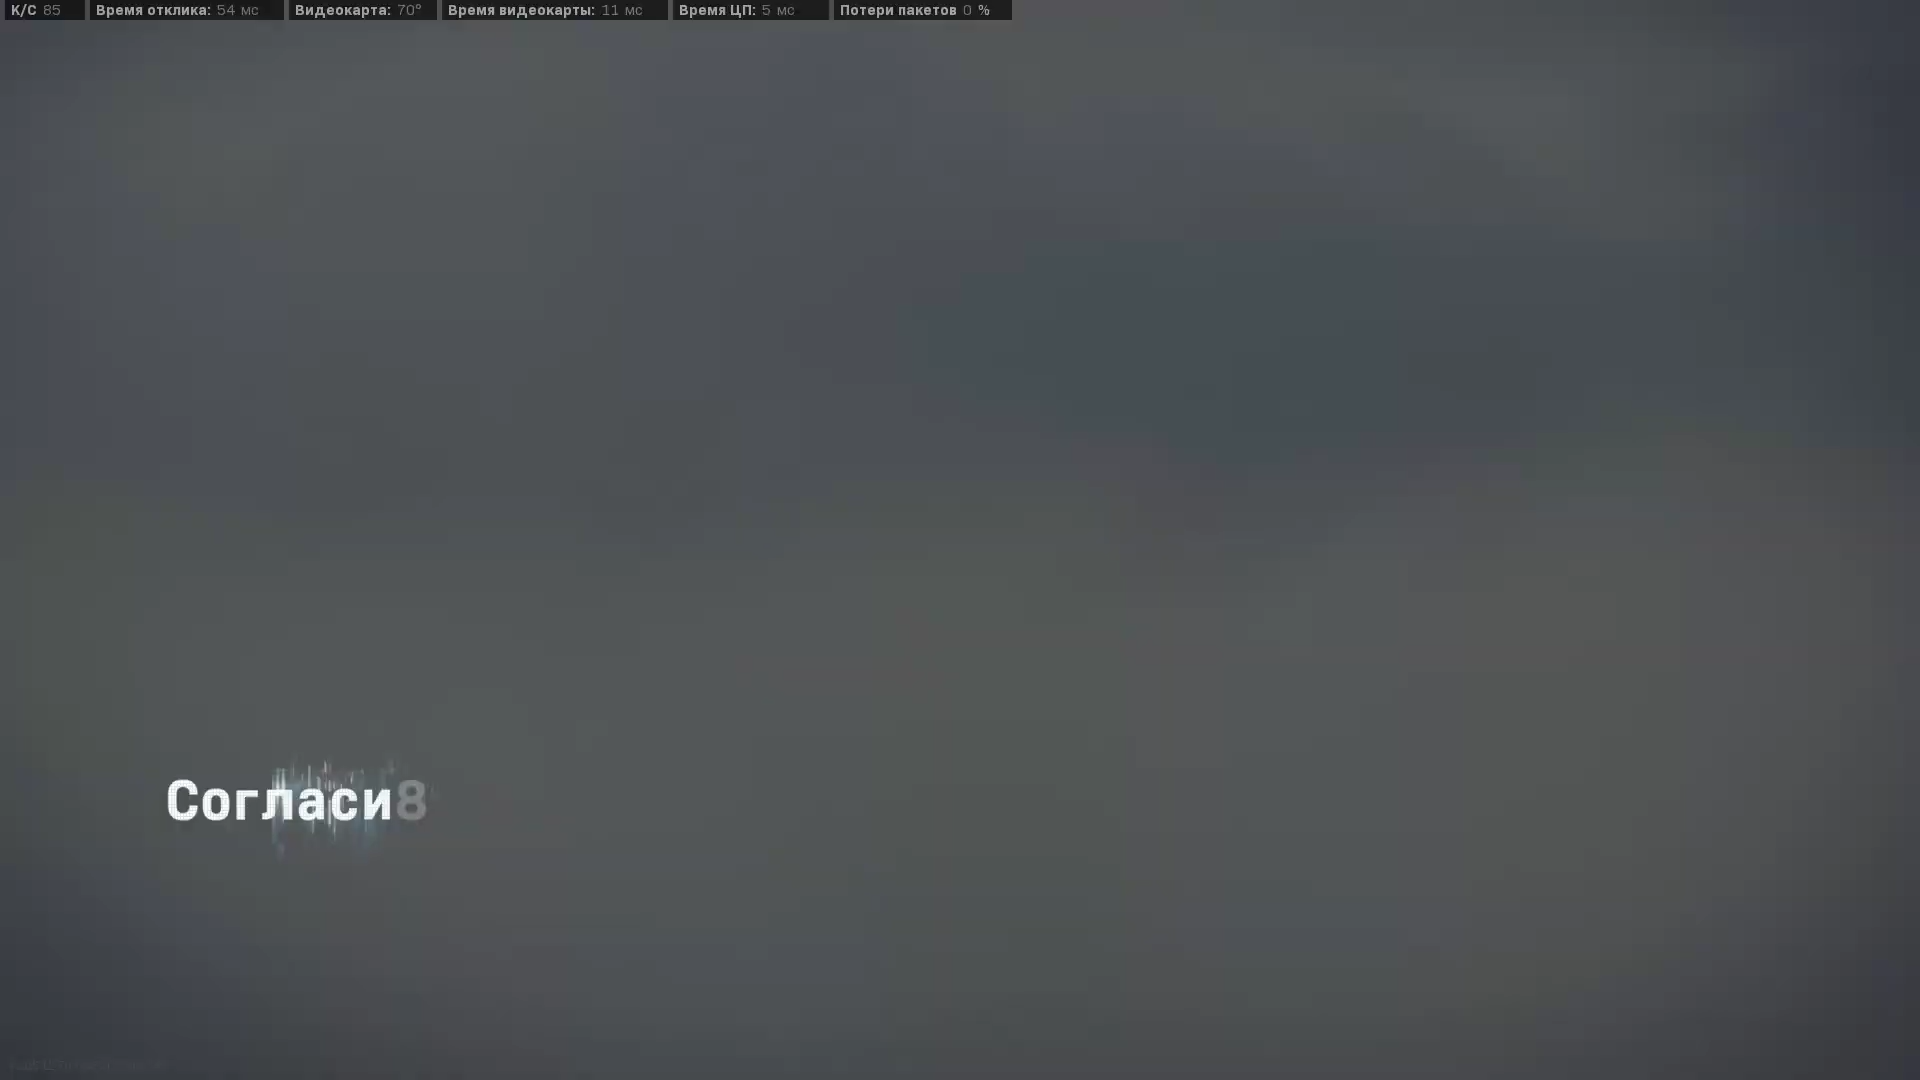 К/С 85 Время отклика: 54 мс Видеокарта: 70° Время видеокарты: 11 мс Время ЦП: 5 мс Потери пакетов 0 %
Согласи8